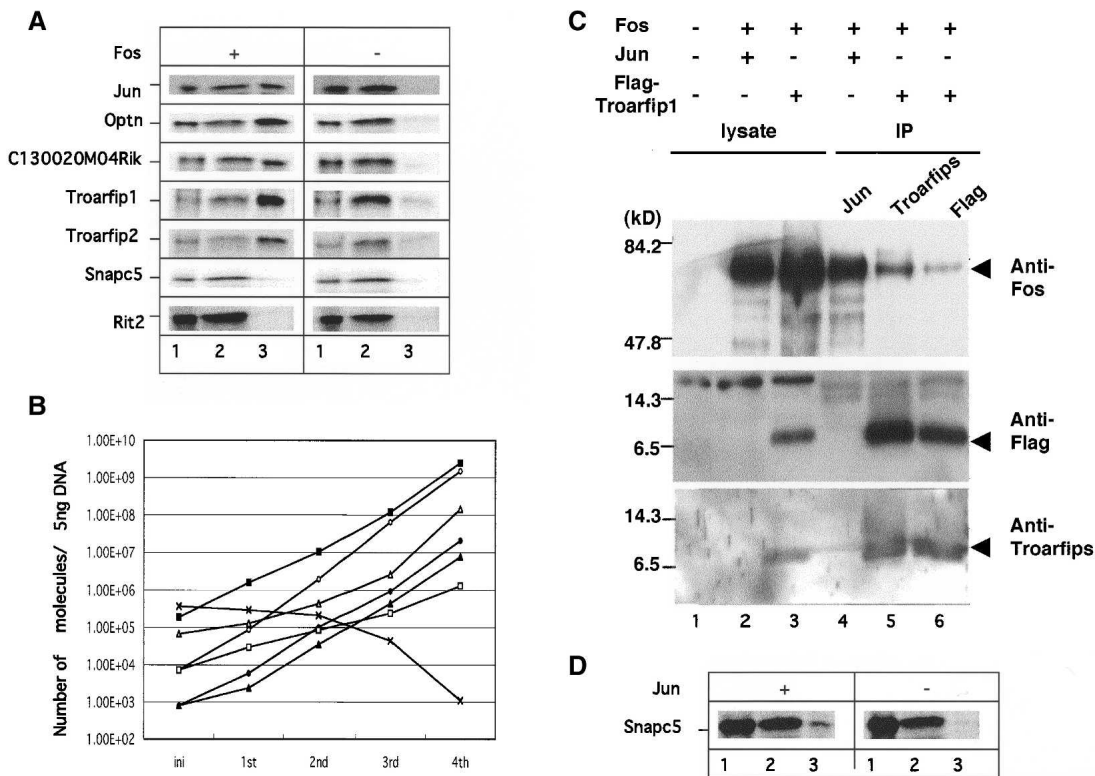 A
Fos + -
Jun
Optn
C130020M04Rik
Troarfip1
Troarfip2
Snapc5
Rit2
1 2 3 1 2 3
B
Number of molecules/ 5ng DNA
1.00E+10
1.00E+09
1.00E+08
1.00E+07
1.00E+06
1.00E+05
1.00E+04
1.00E+03
1.00E+02
ini 1st 2nd 3rd 4th
C
Fos - + + + + +
Jun - + - + - -
Flag-
Troarfip1 - - + - + +
lysate IP
Jun Troarfips Flag
(kD)
84.2
47.8
Anti-
Fos
14.3
6.5
Anti-
Flag
14.3
6.5
Anti-
Troarfips
1 2 3 4 5 6
D
Jun + -
Snapc5
1 2 3 1 2 3